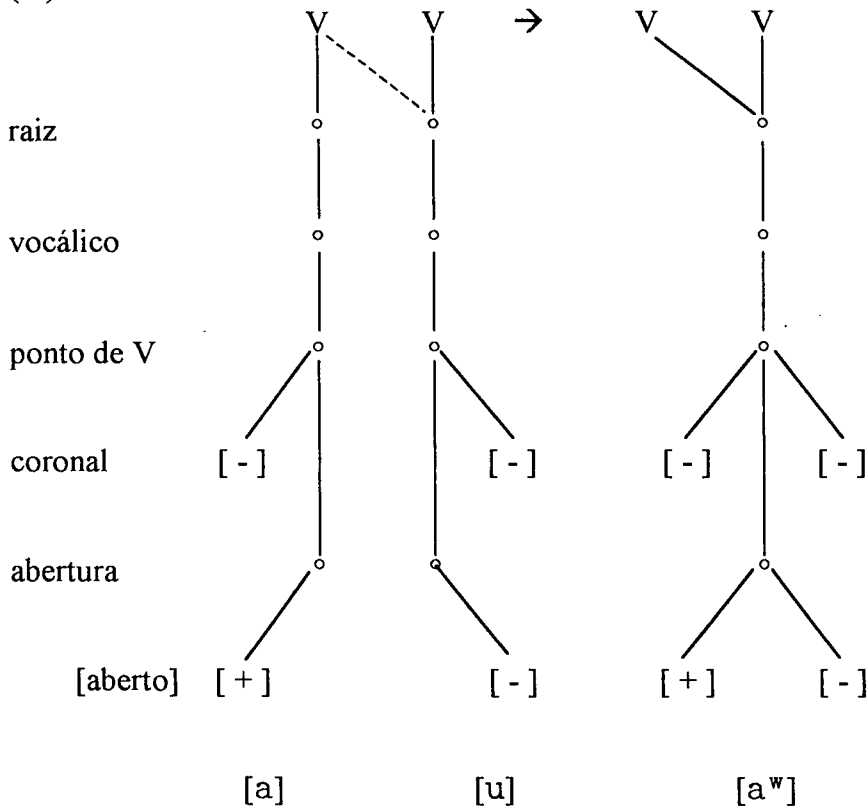 V V → V V
raiz
vocálico
ponto de V
coronal [ - ] [ - ] [ - ] [ - ]
abertura
[aberto] [ + ] [ - ] [ + ] [ - ]
[a] [u] [aʷ]